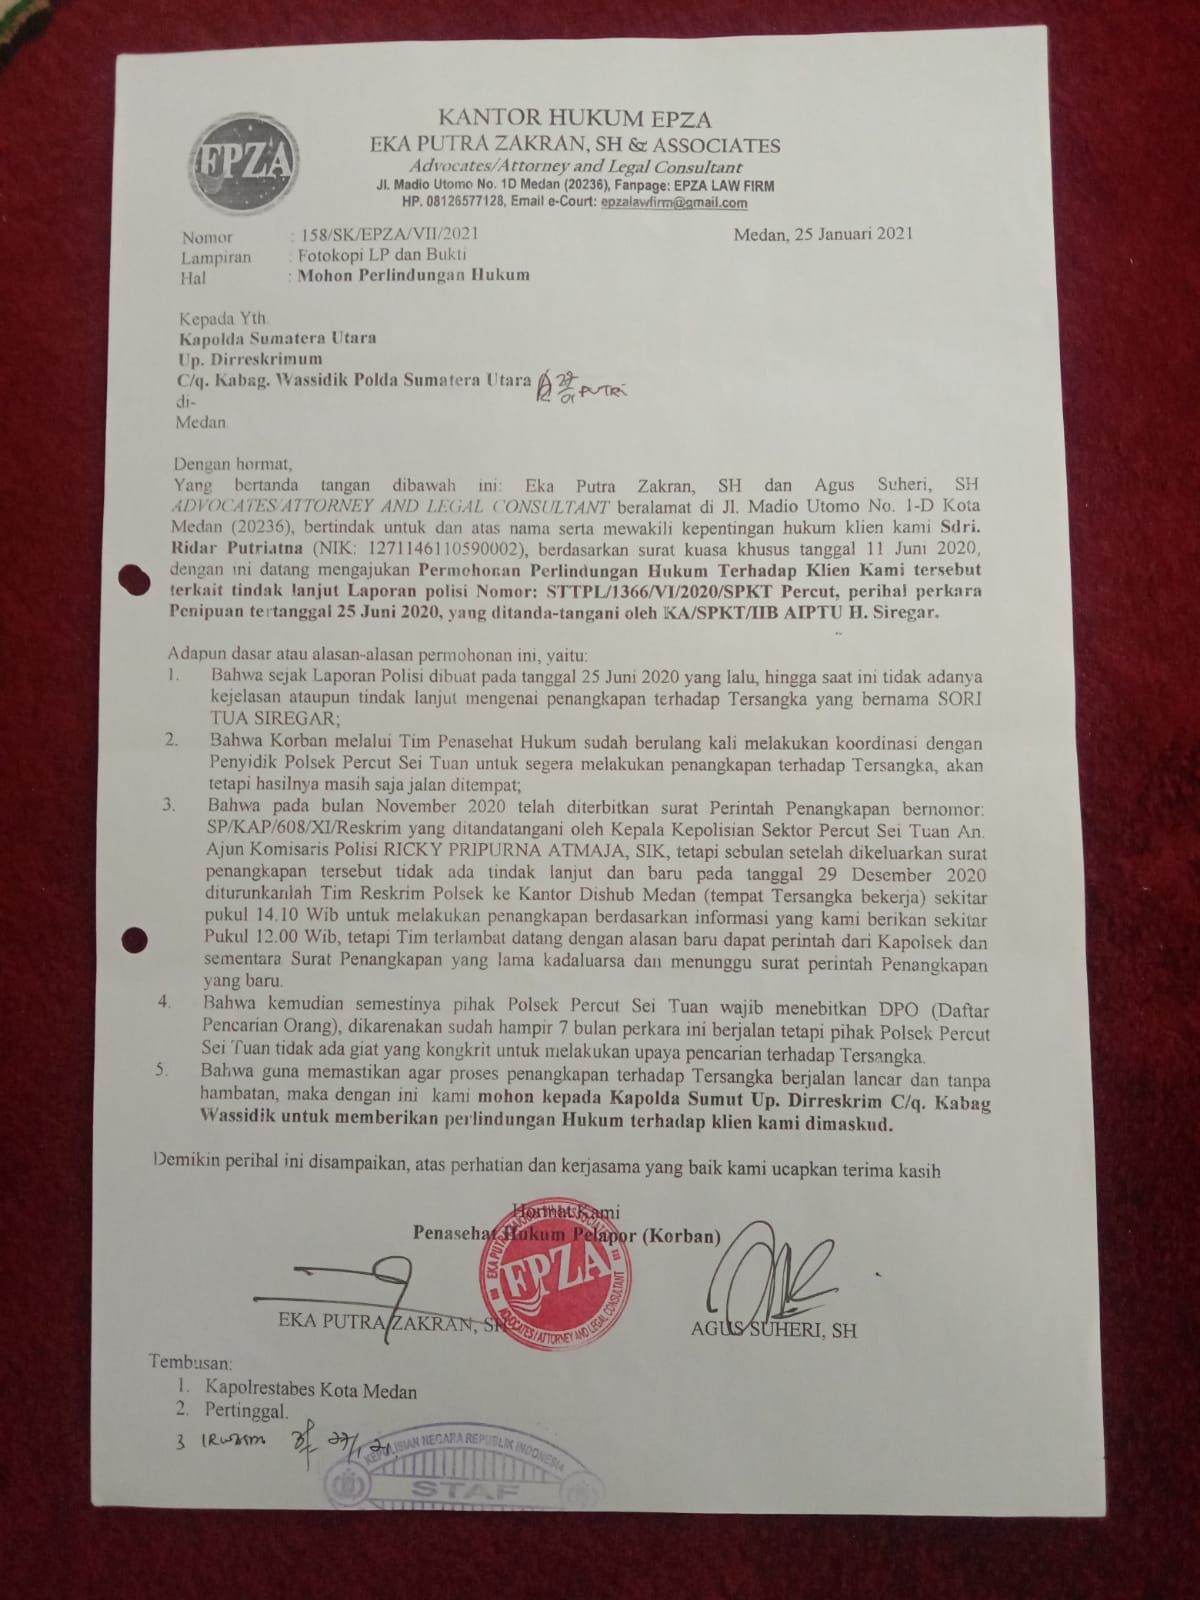 EPZA
KANTOR HUKUM EPZA
EKA PUTRA ZAKRAN, SH & ASSOCIATES
Advocates/Attorney and Legal Consultant
Jl. Madio Utomo No. 1D Medan (20236), Fanpage: EPZA LAW FIRM
HP. 08126577128, Email e-Court: epzalawfirm@gmail.com
Nomor : 158/SK/EPZA/VII/2021 Medan, 25 Januari 2021
Lampiran : Fotokopi LP dan Bukti
Hal : Mohon Perlindungan Hukum
Kepada Yth.
Kapolda Sumatera Utara
Up. Dirreskrimum
C/q. Kabag. Wassidik Polda Sumatera Utara PUTRI
di-
Medan
Dengan hormat,
Yang bertanda tangan dibawah ini: Eka Putra Zakran, SH dan Agus Suheri, SH
ADVOCATES/ATTORNEY AND LEGAL CONSULTANT beralamat di Jl. Madio Utomo No. 1-D Kota
Medan (20236), bertindak untuk dan atas nama serta mewakili kepentingan hukum klien kami Sdri.
Ridar Putriatna (NIK: 1271146110590002), berdasarkan surat kuasa khusus tanggal 11 Juni 2020,
dengan ini datang mengajukan Permohonan Perlindungan Hukum Terhadap Klien Kami tersebut
terkait tindak lanjut Laporan polisi Nomor: STTPL/1366/VI/2020/SPKT Percut, perihal perkara
Penipuan tertanggal 25 Juni 2020, yang ditanda-tangani oleh KA/SPKT/IIB AIPTU H. Siregar.
Adapun dasar atau alasan-alasan permohonan ini, yaitu:
1. Bahwa sejak Laporan Polisi dibuat pada tanggal 25 Juni 2020 yang lalu, hingga saat ini tidak adanya
kejelasan ataupun tindak lanjut mengenai penangkapan terhadap Tersangka yang bernama SORI
TUA SIREGAR;
2. Bahwa Korban melalui Tim Penasehat Hukum sudah berulang kali melakukan koordinasi dengan
Penyidik Polsek Percut Sei Tuan untuk segera melakukan penangkapan terhadap Tersangka, akan
tetapi hasilnya masih saja jalan ditempat;
3. Bahwa pada bulan November 2020 telah diterbitkan surat Perintah Penangkapan bernomor:
SP/KAP/608/XI/Reskrim yang ditandatangani oleh Kepala Kepolisian Sektor Percut Sei Tuan An.
Ajun Komisaris Polisi RICKY PRIPURNA ATMAJA, SIK, tetapi sebulan setelah dikeluarkan surat
penangkapan tersebut tidak ada tindak lanjut dan baru pada tanggal 29 Desember 2020
diturunkanlah Tim Reskrim Polsek ke Kantor Dishub Medan (tempat Tersangka bekerja) sekitar
pukul 14.10 Wib untuk melakukan penangkapan berdasarkan informasi yang kami berikan sekitar
Pukul 12.00 Wib, tetapi Tim terlambat datang dengan alasan baru dapat perintah dari Kapolsek dan
sementara Surat Penangkapan yang lama kadaluarsa dan menunggu surat perintah Penangkapan
yang baru.
4. Bahwa kemudian semestinya pihak Polsek Percut Sei Tuan wajib menebitkan DPO (Daftar
Pencarian Orang), dikarenakan sudah hampir 7 bulan perkara ini berjalan tetapi pihak Polsek Percut
Sei Tuan tidak ada giat yang kongkrit untuk melakukan upaya pencarian terhadap Tersangka.
5. Bahwa guna memastikan agar proses penangkapan terhadap Tersangka berjalan lancar dan tanpa
hambatan, maka dengan ini kami mohon kepada Kapolda Sumut Up. Dirreskrim C/q. Kabag
Wassidik untuk memberikan perlindungan Hukum terhadap klien kami dimaskud.
Demikin perihal ini disampaikan, atas perhatian dan kerjasama yang baik kami ucapkan terima kasih
Hormat Kami
Penasehat Hukum Pelapor (Korban)
EPZA
ADVOCATES/ATTORNEY AND LEGAL CONSULTANT
EKA PUTRA ZAKRAN, SH AGUS SUHERI, SH
Tembusan:
1. Kapolrestabes Kota Medan
2. Pertinggal.
3 IRWASDA
KEPOLISIAN NEGARA REPUBLIK INDONESIA
STAF